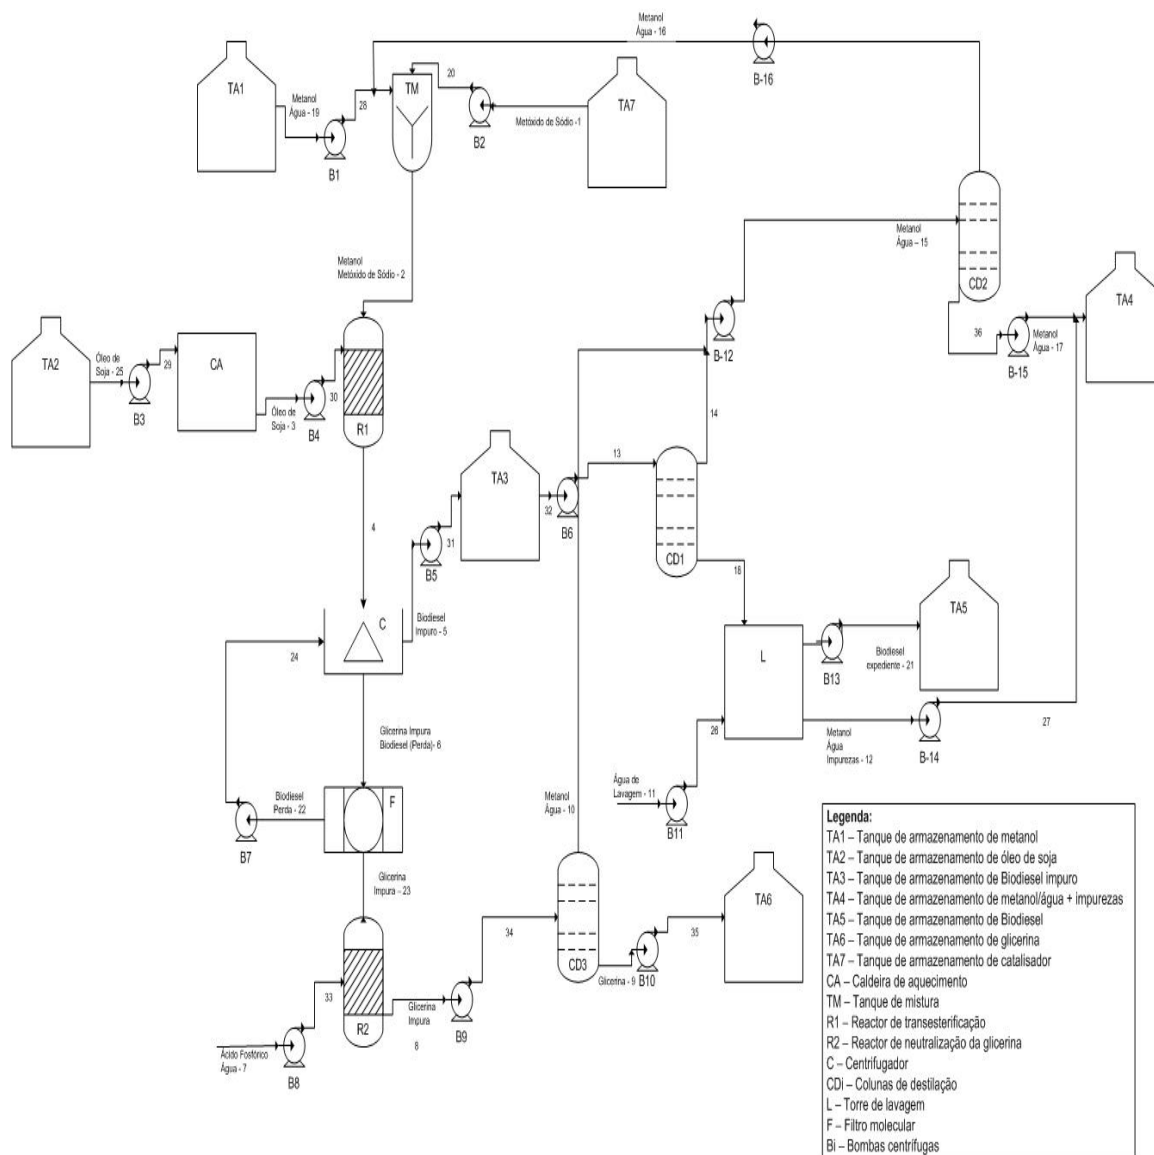 Metanol
Água - 16
B-16
TA1
Metanol
Água - 19
B1
28
TM
20
B2
Metóxido de Sódio -1
TA7
Metanol
Metóxido de Sódio - 2
Metanol
Água – 15
CD2
36
B-15
Metanol
Água - 17
TA4
TA2
Óleo de
Soja - 25
B3
29
CA
Óleo de
Soja - 3
B4
30
R1
B-12
14
4
TA3
B5
31
32
B6
13
CD1
18
C
Biodiesel
Impuro - 5
24
TA5
L
B13
Biodiesel
expediente - 21
Glicerina Impura
Biodiesel (Perda)- 6
26
Metanol
Água
Impurezas - 12
B-14
27
Biodiesel
Perda - 22
B7
F
Água de
Lavagem - 11
B11
Metanol
Água - 10
Glicerina
Impura – 23
TA6
34
35
CD3
Glicerina - 9
B10
33
R2
Glicerina
Impura
8
B9
Ácido Fosfórico
Água - 7
B8
Legenda:
TA1 – Tanque de armazenamento de metanol
TA2 – Tanque de armazenamento de óleo de soja
TA3 – Tanque de armazenamento de Biodiesel impuro
TA4 – Tanque de armazenamento de metanol/água + impurezas
TA5 – Tanque de armazenamento de Biodiesel
TA6 – Tanque de armazenamento de glicerina
TA7 – Tanque de armazenamento de catalisador
CA – Caldeira de aquecimento
TM – Tanque de mistura
R1 – Reactor de transesterificação
R2 – Reactor de neutralização da glicerina
C – Centrifugador
CDi – Colunas de destilação
L – Torre de lavagem
F – Filtro molecular
Bi – Bombas centrífugas